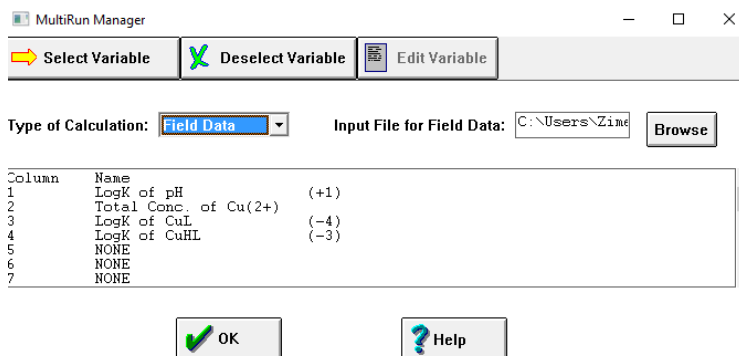 MultiRun Manager
Select Variable Deselect Variable Edit Variable
Type of Calculation: Field Data Input File for Field Data: C:\Users\Zime Browse
Column Name
1 LogK of pH (+1)
2 Total Conc. of Cu(2+)
3 LogK of CuL (-4)
4 LogK of CuHL (-3)
5 NONE
6 NONE
7 NONE
OK Help